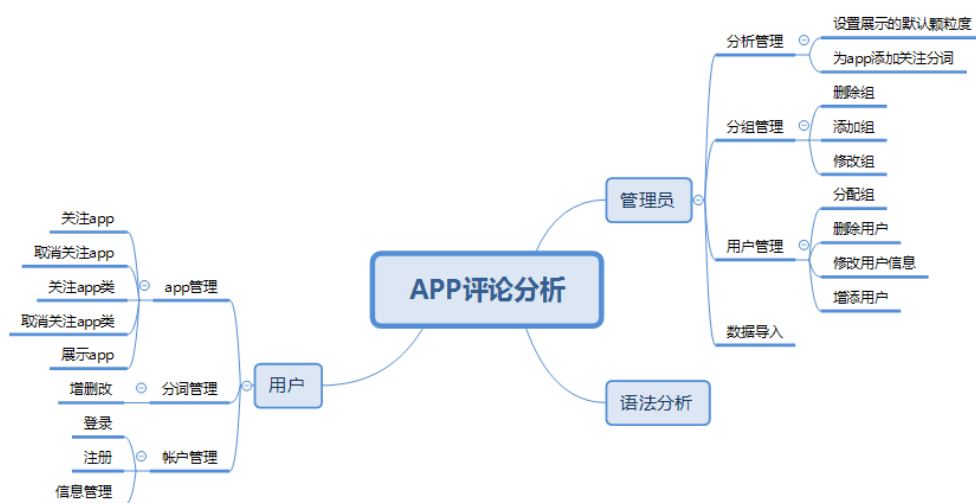 APP评论分析
管理员
分析管理
设置展示的默认颗粒度
为app添加关注分词
分组管理
删除组
添加组
修改组
用户管理
分配组
删除用户
修改用户信息
增添用户
数据导入
语法分析
用户
app管理
关注app
取消关注app
关注app类
取消关注app类
展示app
分词管理
增删改
帐户管理
登录
注册
信息管理